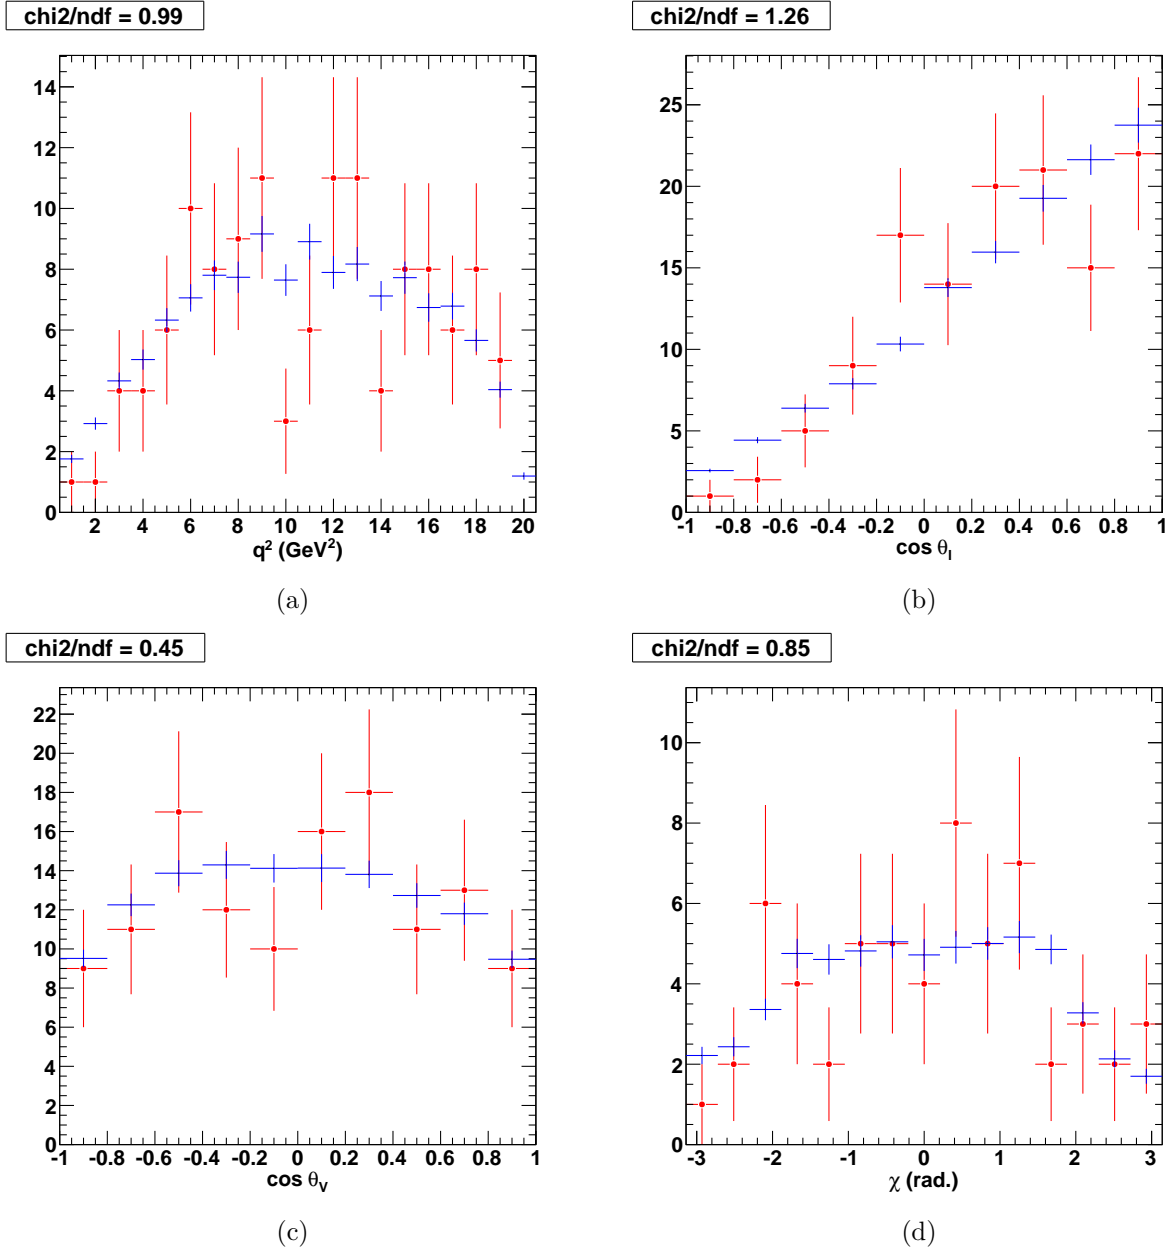 chi2/ndf = 0.99
14
12
10
8
6
4
2
0
2 4 6 8 10 12 14 16 18 20
q² (GeV²)
(a)
chi2/ndf = 1.26
25
20
15
10
5
0
-1 -0.8 -0.6 -0.4 -0.2 0 0.2 0.4 0.6 0.8 1
cos θ_l
(b)
chi2/ndf = 0.45
22
20
18
16
14
12
10
8
6
4
2
0
-1 -0.8 -0.6 -0.4 -0.2 0 0.2 0.4 0.6 0.8 1
cos θ_V
(c)
chi2/ndf = 0.85
10
8
6
4
2
0
-3 -2 -1 0 1 2 3
χ (rad.)
(d)